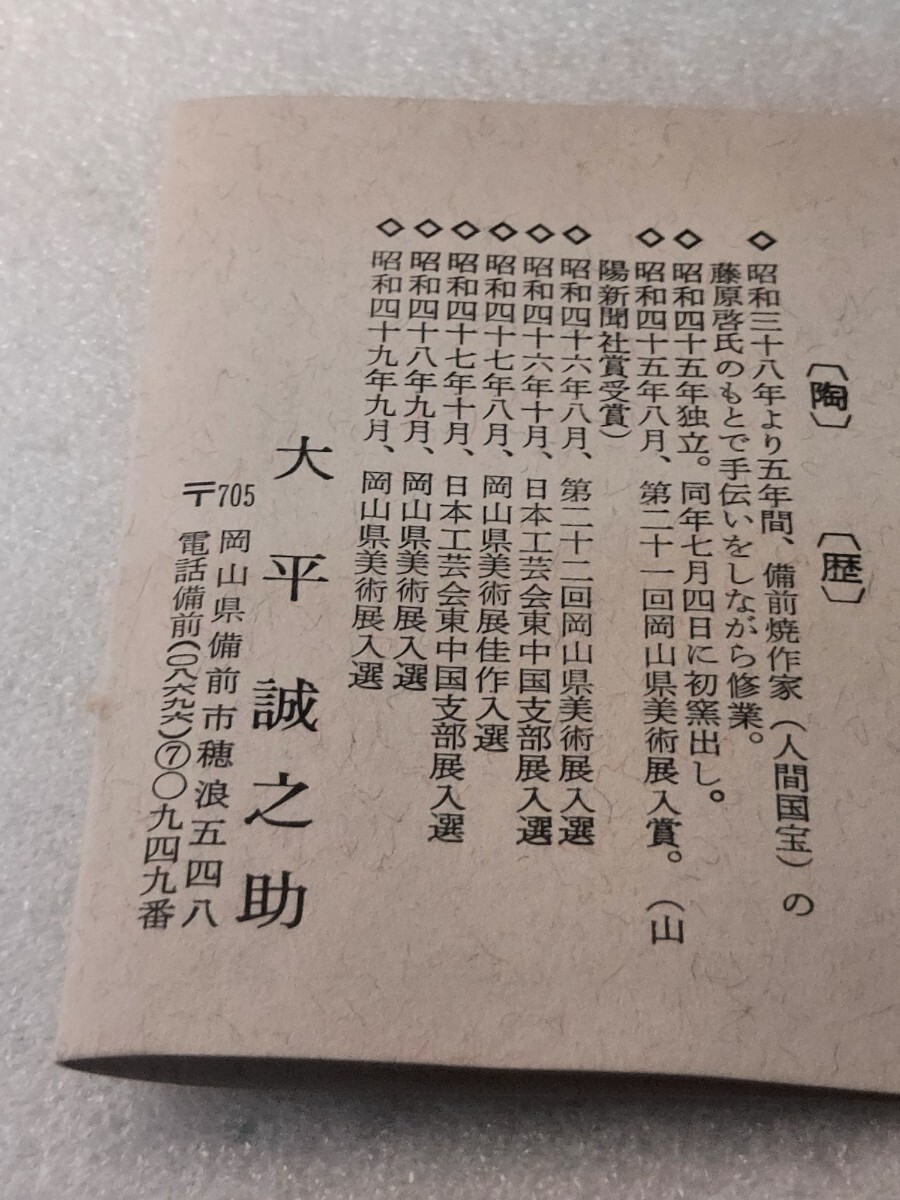 〔陶歴〕
◇昭和三十八年より五年間、備前焼作家（人間国宝）の
藤原啓氏のもとで手伝いをしながら修業。
◇昭和四十五年独立。同年七月四日に初窯出し。
◇昭和四十五年八月、第二十一回岡山県美術展入賞。（山
陽新聞社賞受賞）
◇昭和四十六年八月、第二十二回岡山県美術展入選
◇昭和四十六年十月、日本工芸会東中国支部展入選
◇昭和四十七年八月、岡山県美術展佳作入選
◇昭和四十七年十月、日本工芸会東中国支部展入選
◇昭和四十八年九月、岡山県美術展入選
◇昭和四十九年九月、岡山県美術展入選
大平誠之助
〒705 岡山県備前市穂浪五四八
電話備前(〇八六九六)⑦〇九四九番